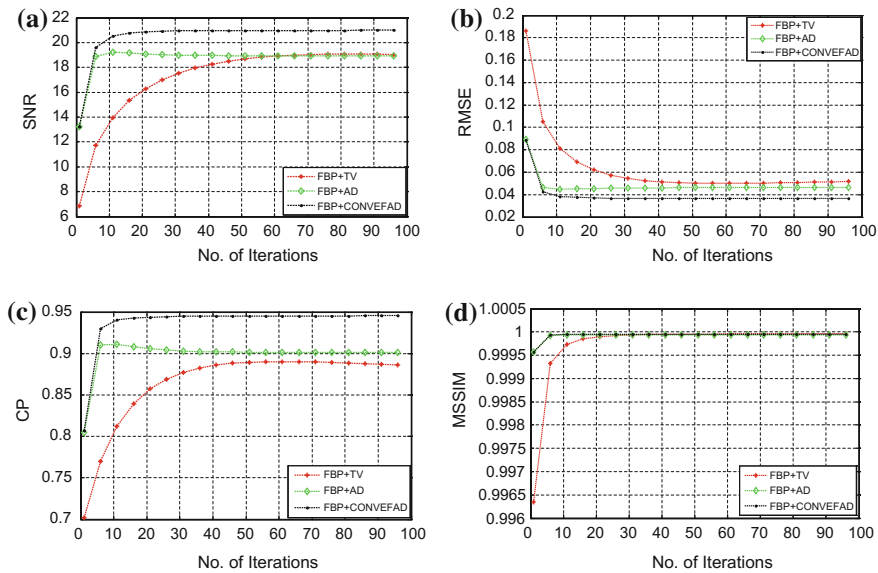 (a)
22
20
18
16
14
12
10
8
6
SNR
0 10 20 30 40 50 60 70 80 90 100
No. of Iterations
FBP+TV
FBP+AD
FBP+CONVEFAD
(b)
0.2
0.18
0.16
0.14
0.12
0.1
0.08
0.06
0.04
0.02
RMSE
0 10 20 30 40 50 60 70 80 90 100
No. of Iterations
FBP+TV
FBP+AD
FBP+CONVEFAD
(c)
0.95
0.9
0.85
0.8
0.75
0.7
CP
0 10 20 30 40 50 60 70 80 90 100
No. of Iterations
FBP+TV
FBP+AD
FBP+CONVEFAD
(d)
1.0005
1
0.9995
0.999
0.9985
0.998
0.9975
0.997
0.9965
0.996
MSSIM
0 10 20 30 40 50 60 70 80 90 100
No. of Iterations
FBP+TV
FBP+AD
FBP+CONVEFAD